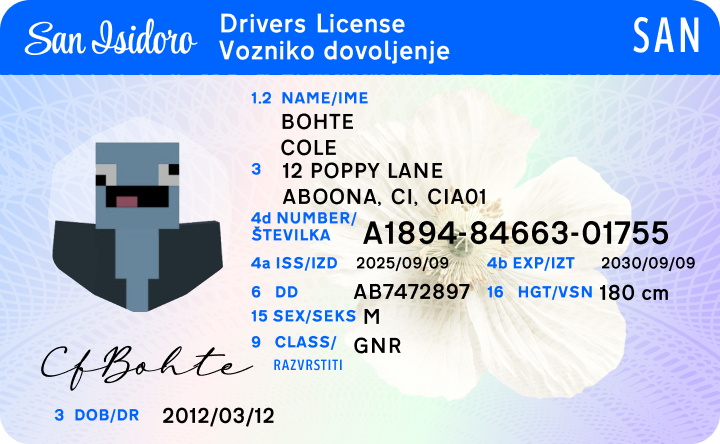 San Isidoro
Drivers License
Vozniko dovoljenje
SAN
1.2 NAME/IME
BOHTE
COLE
3 12 POPPY LANE
ABOONA, CI, CIA01
4d NUMBER/
ŠTEVILKA A1894-84663-01755
4a ISS/IZD 2025/09/09 4b EXP/IZT 2030/09/09
6 DD AB7472897 16 HGT/VSN 180 cm
15 SEX/SEKS M
9 CLASS/ GNR
RAZVRSTITI
CfBohte
3 DOB/DR 2012/03/12